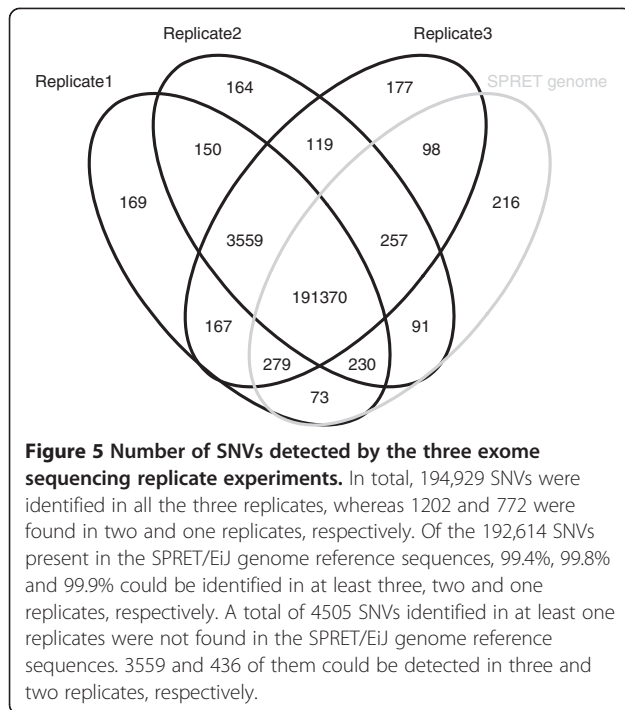 Replicate2
Replicate3
Replicate1
SPRET genome
164
177
150
119
98
169
216
3559
257
191370
167
91
279
230
73
Figure 5 Number of SNVs detected by the three exome
sequencing replicate experiments. In total, 194,929 SNVs were
identified in all the three replicates, whereas 1202 and 772 were
found in two and one replicates, respectively. Of the 192,614 SNVs
present in the SPRET/EiJ genome reference sequences, 99.4%, 99.8%
and 99.9% could be identified in at least three, two and one
replicates, respectively. A total of 4505 SNVs identified in at least one
replicates were not found in the SPRET/EiJ genome reference
sequences. 3559 and 436 of them could be detected in three and
two replicates, respectively.